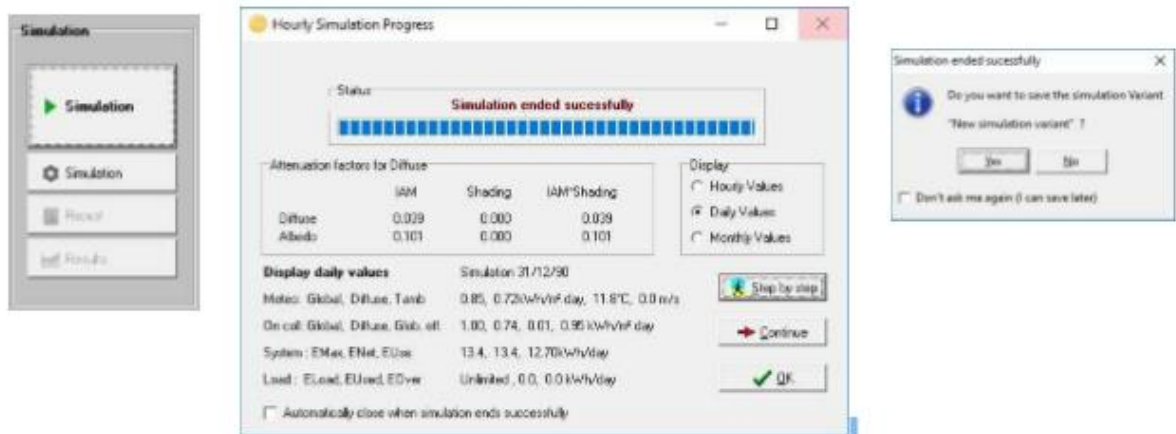 Simulation
Simulation
Simulation
Report
Results
Hourly Simulation Progress
Status
Simulation ended sucessfully
Attenuation factors for Diffuse
IAM Shading IAM*Shading
Diffuse 0.039 0.000 0.039
Albedo 0.101 0.000 0.101
Display
Hourly Values
Daily Values
Monthly Values
Display daily values Simulation 31/12/90
Meteo: Global, Diffuse, Tamb 0.85, 0.72kWh/m².day, 11.8°C, 0.0 m/s
On coll: Global, Diffuse, Glob. eff. 1.00, 0.74, 0.01, 0.95 kWh/m².day
System : EMax, ENet, EUse 13.4, 13.4, 12.70kWh/day
Load : ELoad, EUsed, EOver Unlimited , 0.0, 0.0 kWh/day
Step by step
Continue
OK
Automatically close when simulation ends successfully
Simulation ended sucessfully
Do you want to save the simulation Variant
"New simulation variant" ?
Yes No
Don't ask me again (I can save later)